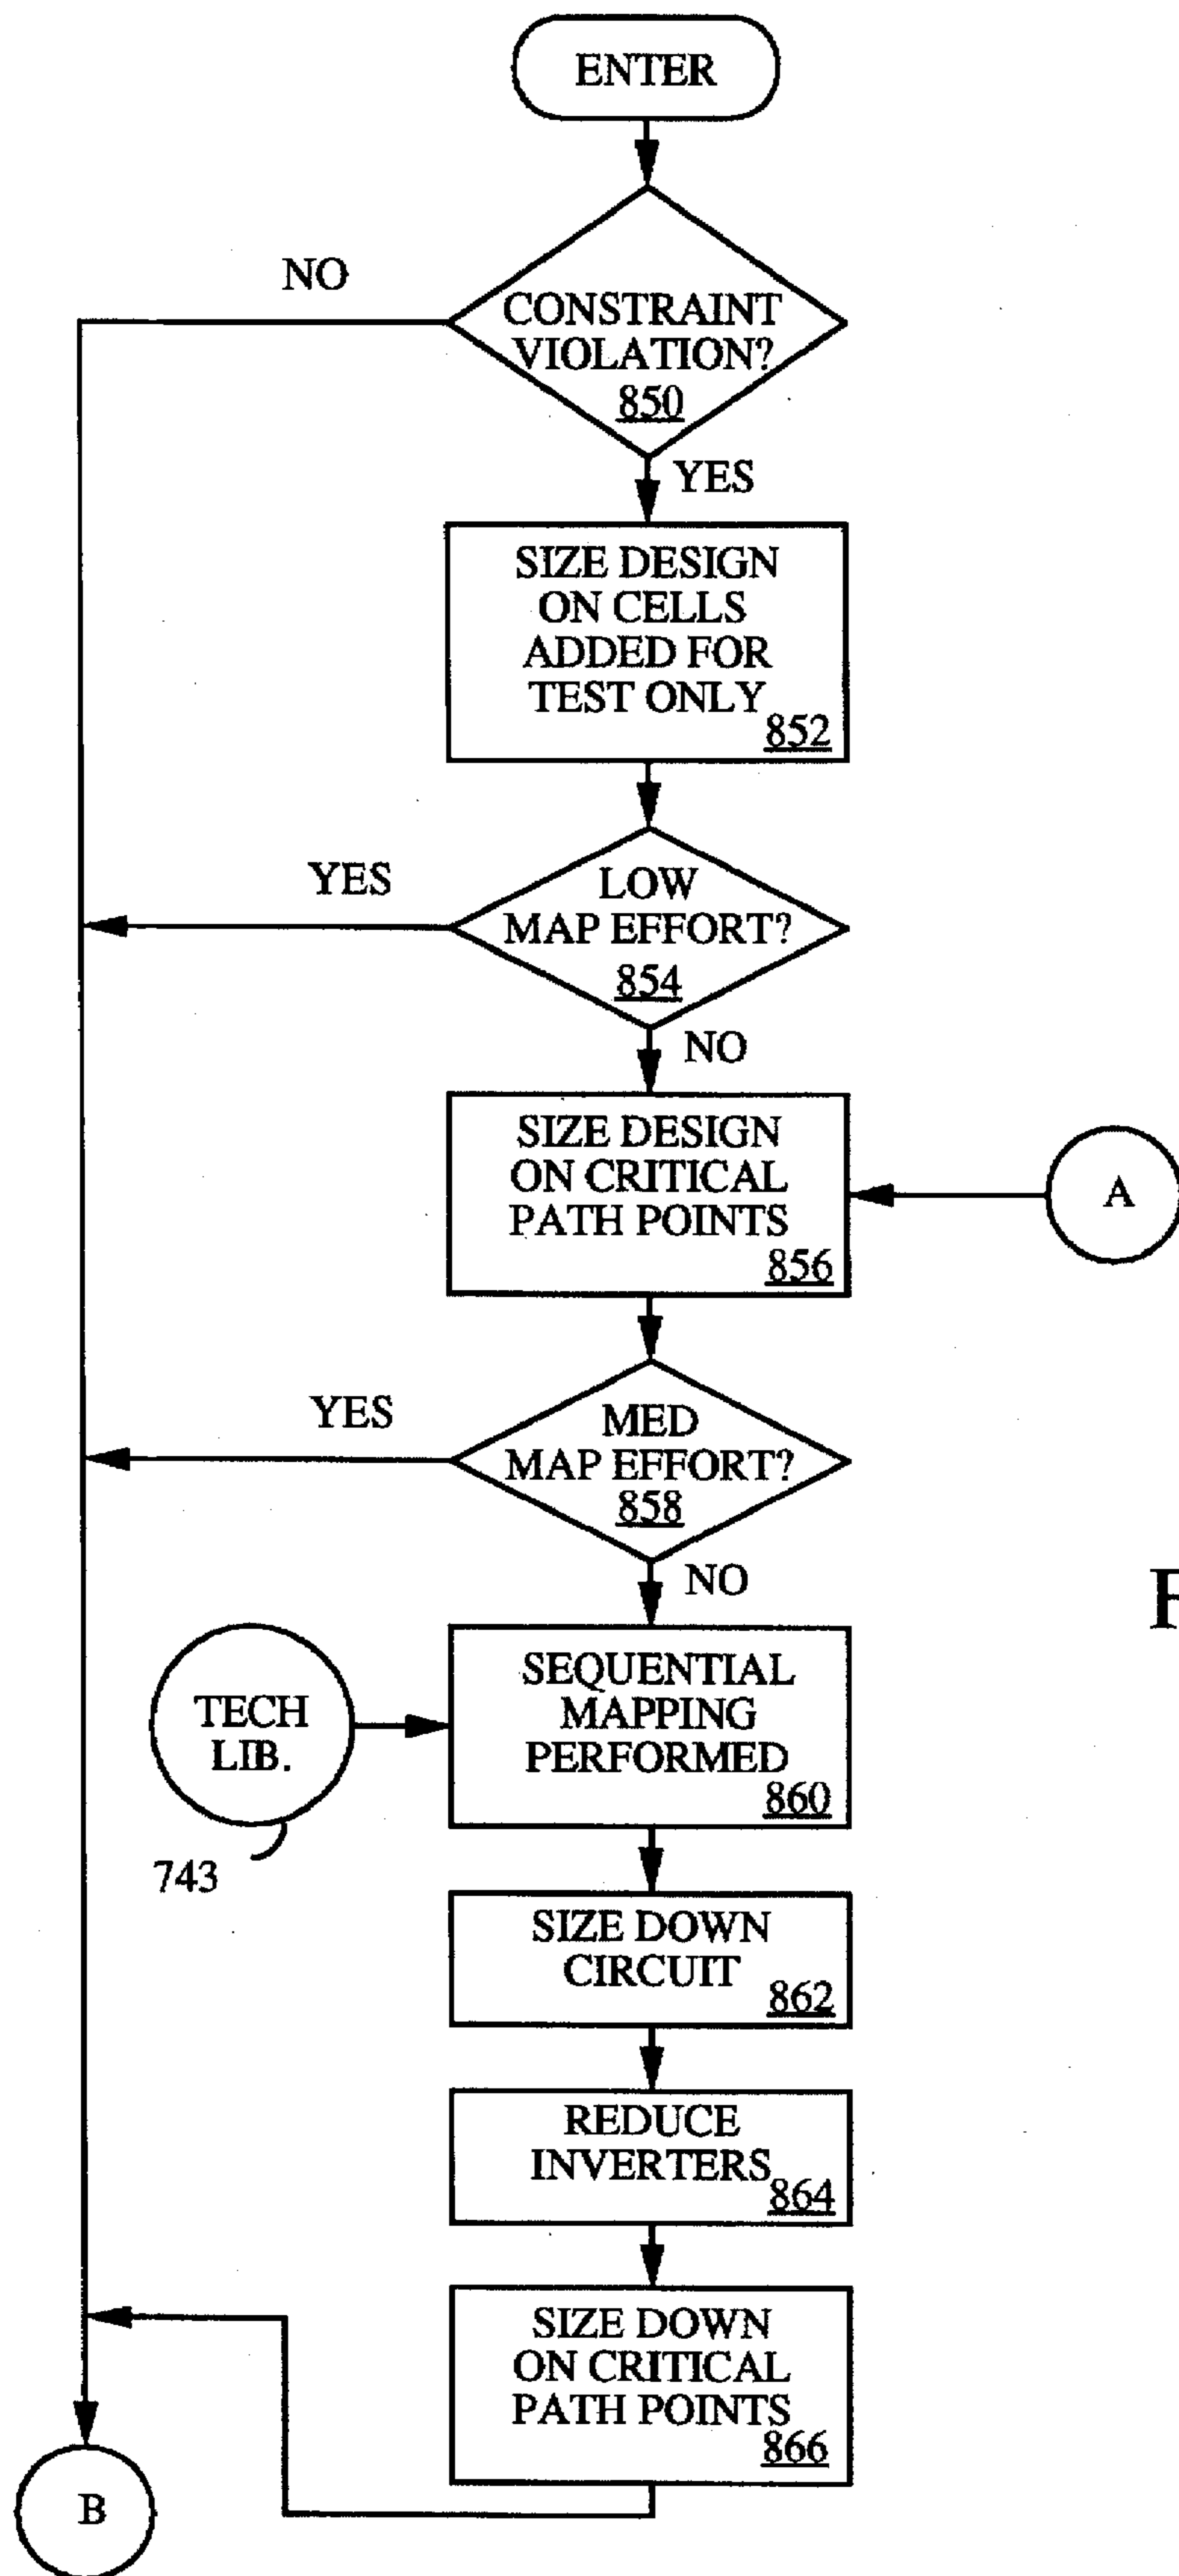 ENTER
NO
CONSTRAINT
VIOLATION?
850
YES
SIZE DESIGN
ON CELLS
ADDED FOR
TEST ONLY
852
YES
LOW
MAP EFFORT?
854
NO
SIZE DESIGN
ON CRITICAL
PATH POINTS
856
A
YES
MED
MAP EFFORT?
858
NO
F
TECH
LIB.
743
SEQUENTIAL
MAPPING
PERFORMED
860
SIZE DOWN
CIRCUIT
862
REDUCE
INVERTERS
864
SIZE DOWN
ON CRITICAL
PATH POINTS
866
B